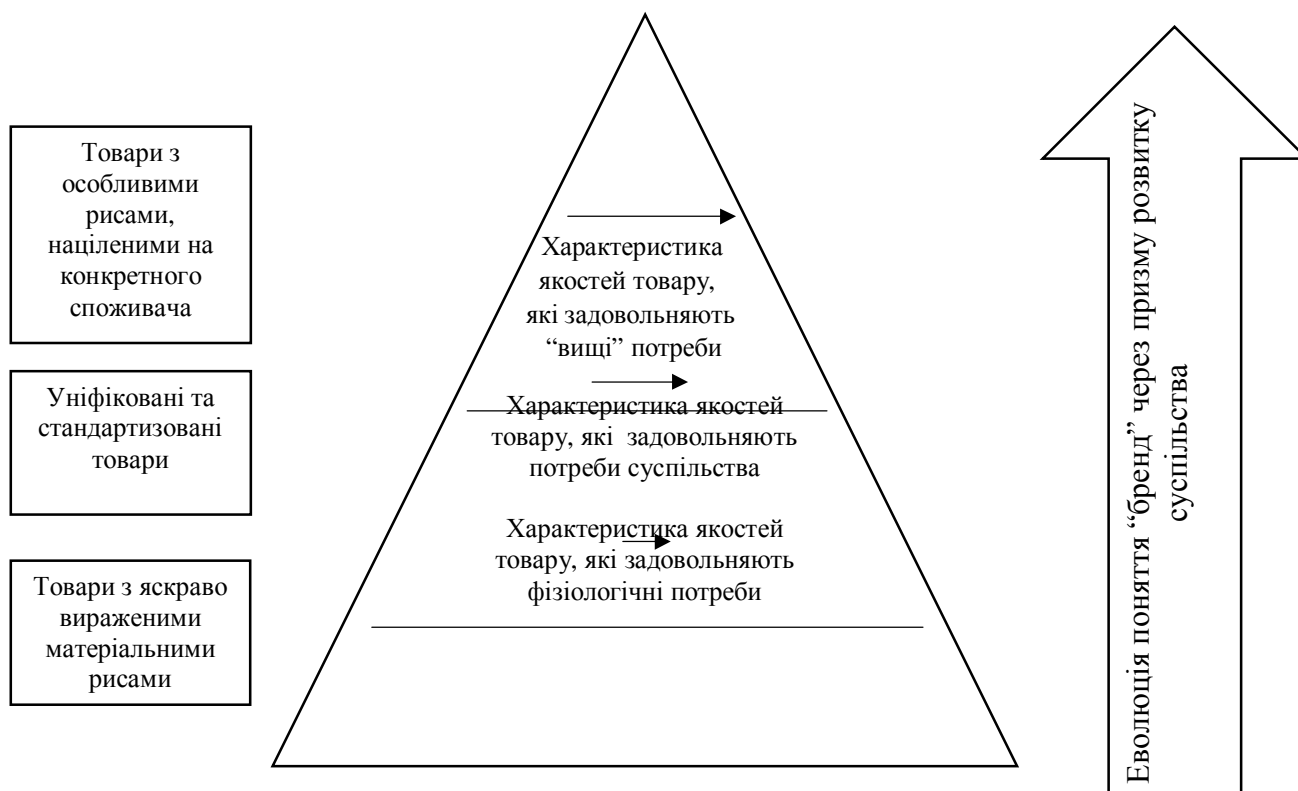 Товари з
особливими
рисами,
націленими на
конкретного
споживача
Уніфіковані та
стандартизовані
товари
Товари з яскраво
вираженими
матеріальними
рисами
Характеристика
якостей товару,
які задовольняють
“вищі” потреби
Характеристика якостей
товару, які задовольняють
потреби суспільства
Характеристика якостей
товару, які задовольняють
фізіологічні потреби
Еволюція поняття “бренд” через призму розвитку
суспільства